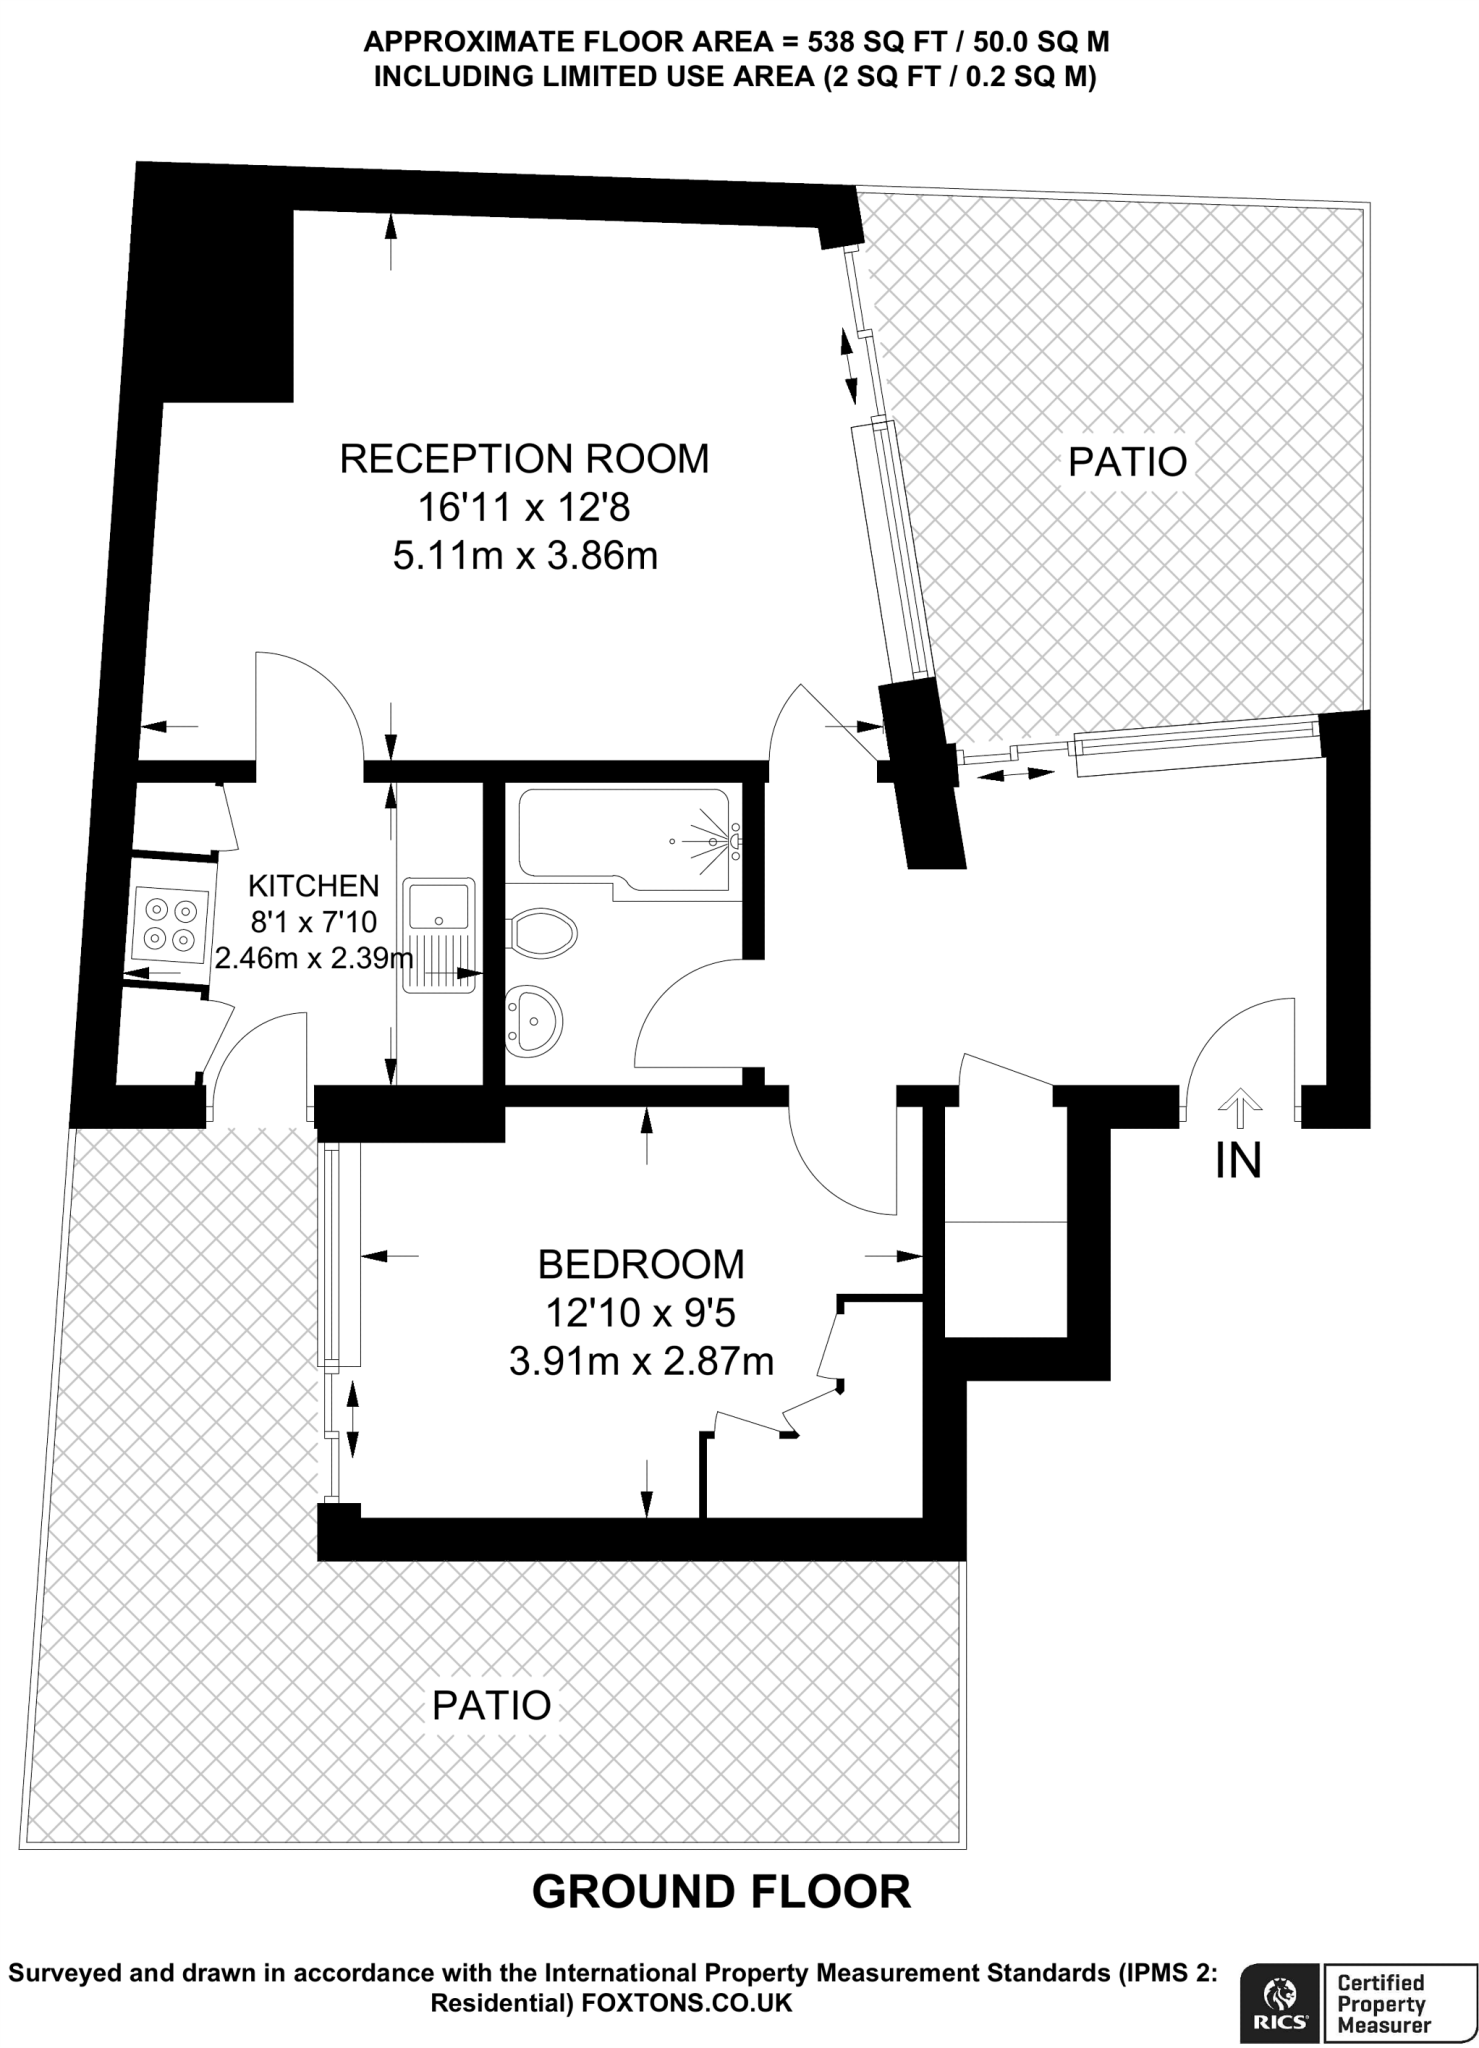 APPROXIMATE FLOOR AREA = 538 SQ FT / 50.0 SQ M
INCLUDING LIMITED USE AREA (2 SQ FT / 0.2 SQ M)
RECEPTION ROOM
16'11 x 12'8
5.11m x 3.86m
PATIO
KITCHEN
8'1 x 7'10
2.46m x 2.39m
IN
BEDROOM
12'10 x 9'5
3.91m x 2.87m
PATIO
GROUND FLOOR
Surveyed and drawn in accordance with the International Property Measurement Standards (IPMS 2:
Residential) FOXTONS.CO.UK
RICS
Certified
Property
Measurer